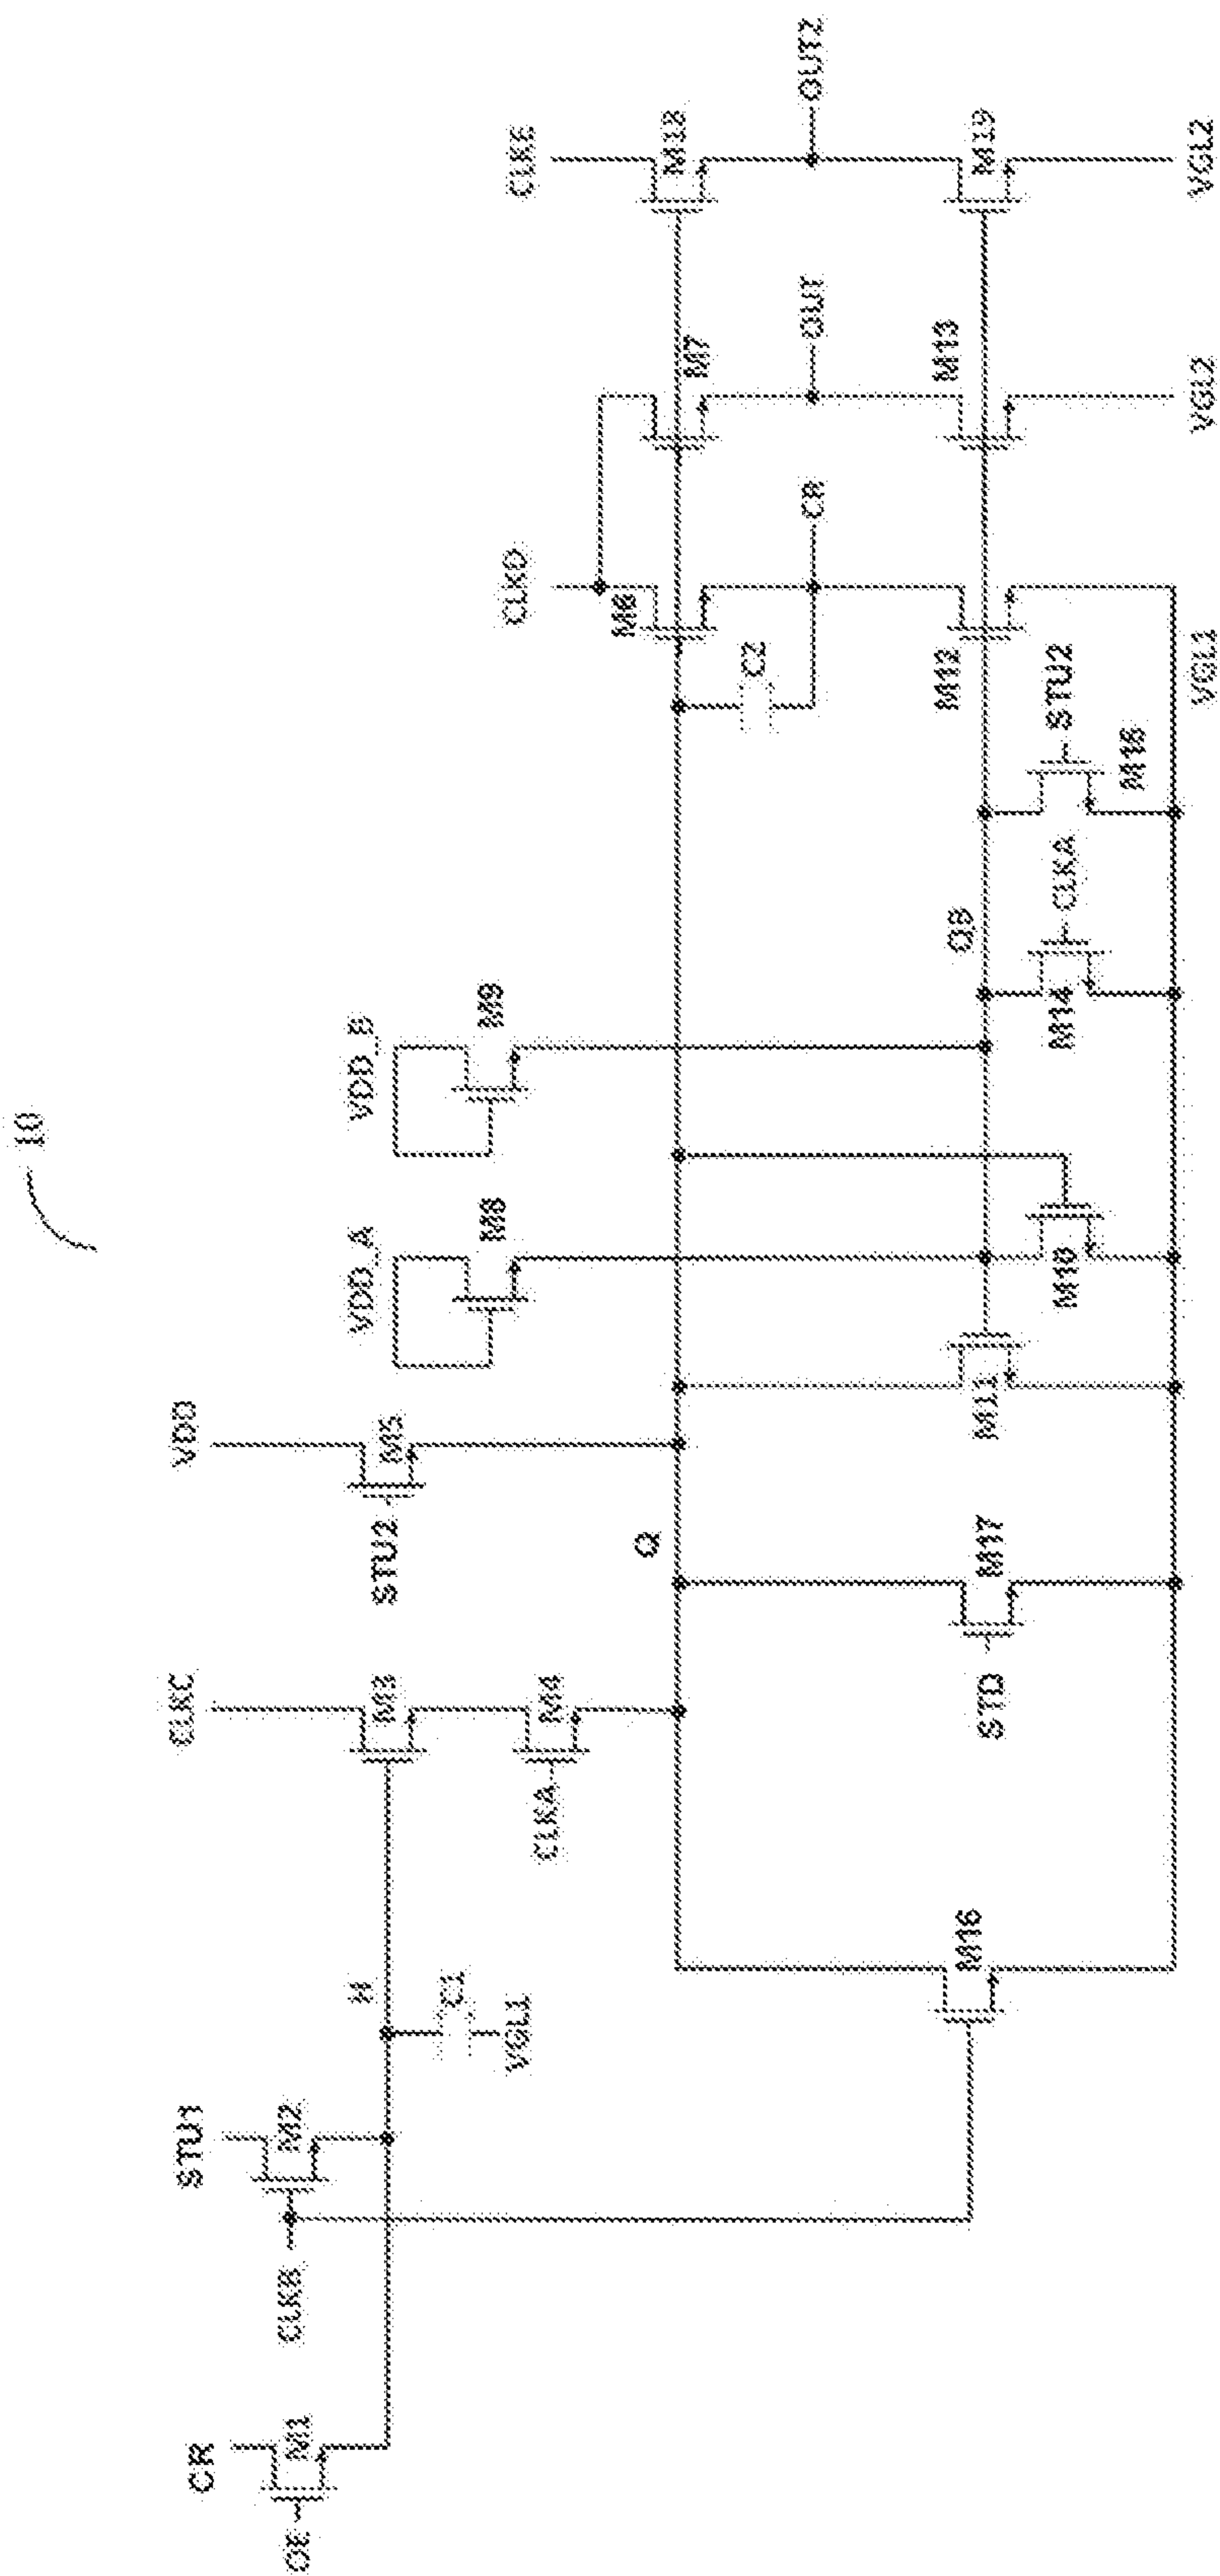 10
CLKE
M18
OUT2
M19
VGL2
M7
OUT
M13
VGL2
CLKD
M6
C2
CR
M12
VGL1
STU2
M15
CLKA
M14
QB
VDD_B
M9
VDD_A
M8
M10
M11
VDD
M5
STU2
Q
M17
STD
CLKC
M3
M4
CLKA
M16
H
C1
VGL1
STU1
M2
CLKB
CR
M1
OE